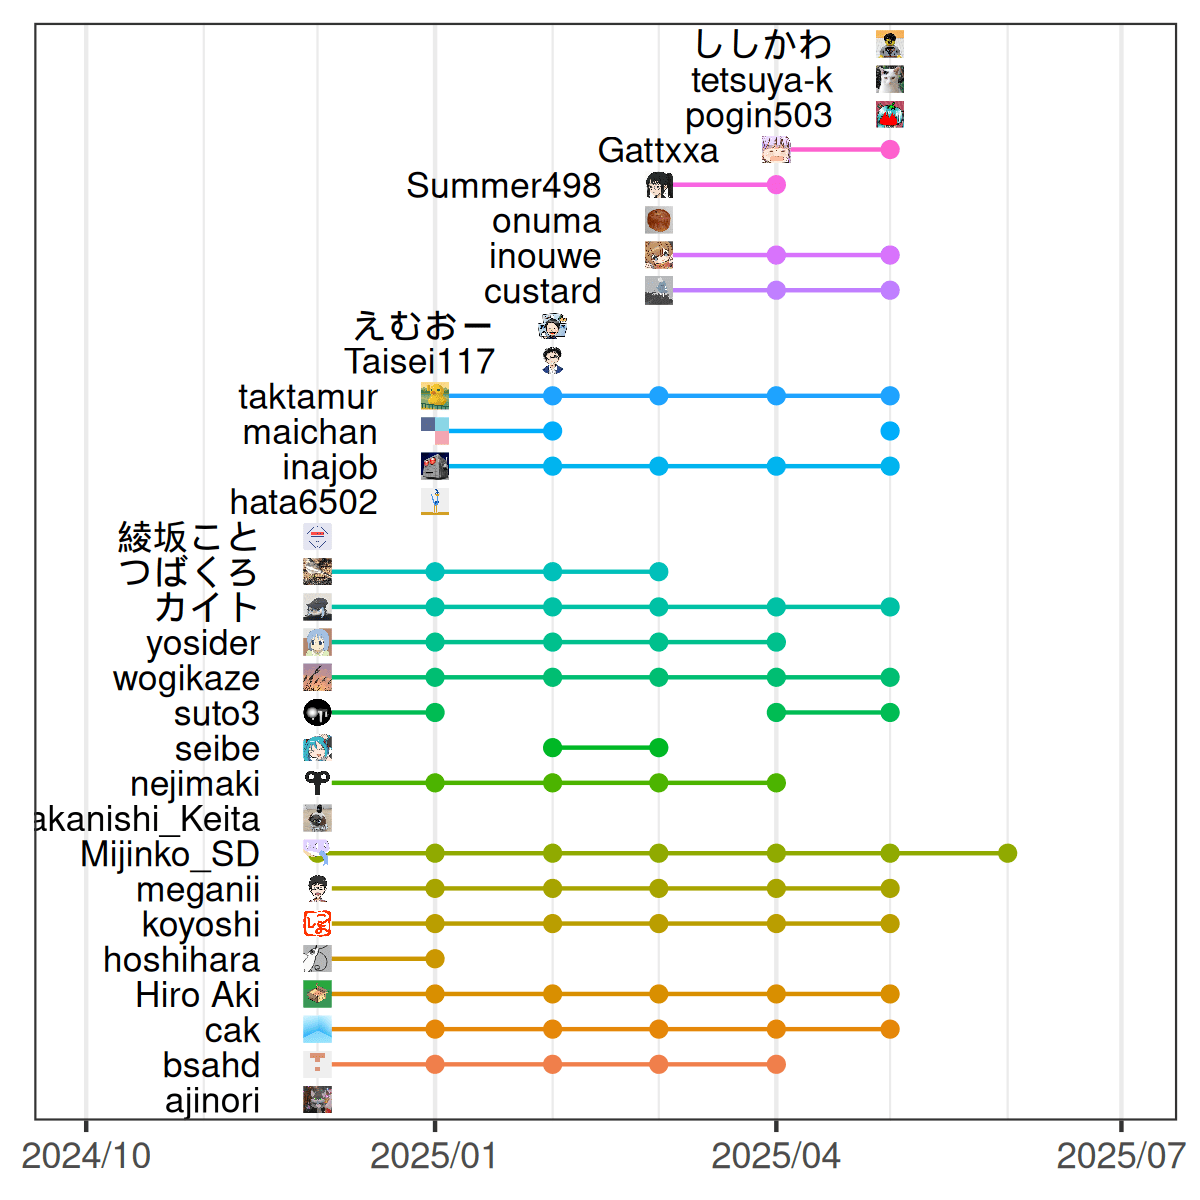 ししかわ
tetsuya-k
pogin503
Gattxxa
Summer498
onuma
inouwe
custard
えむおー
Taisei117
taktamur
maichan
inajob
hata6502
綾坂こと
つばくろ
カイト
yosider
wogikaze
suto3
seibe
nejimaki
akanishi_Keita
Mijinko_SD
meganii
koyoshi
hoshihara
Hiro Aki
cak
bsahd
ajinori
2024/10 2025/01 2025/04 2025/07